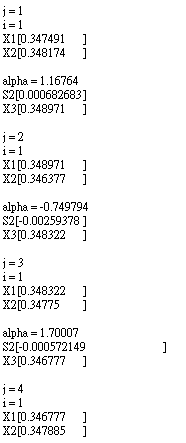 j = 1
i = 1
X1[0.347491 ]
X2[0.348174 ]
alpha = 1.16764
S2[0.000682683]
X3[0.348971 ]
j = 2
i = 1
X1[0.348971 ]
X2[0.346377 ]
alpha = -0.749794
S2[-0.00259378 ]
X3[0.348322 ]
j = 3
i = 1
X1[0.348322 ]
X2[0.34775 ]
alpha = 1.70007
S2[-0.000572149 ]
X3[0.346777 ]
j = 4
i = 1
X1[0.346777 ]
X2[0.347885 ]